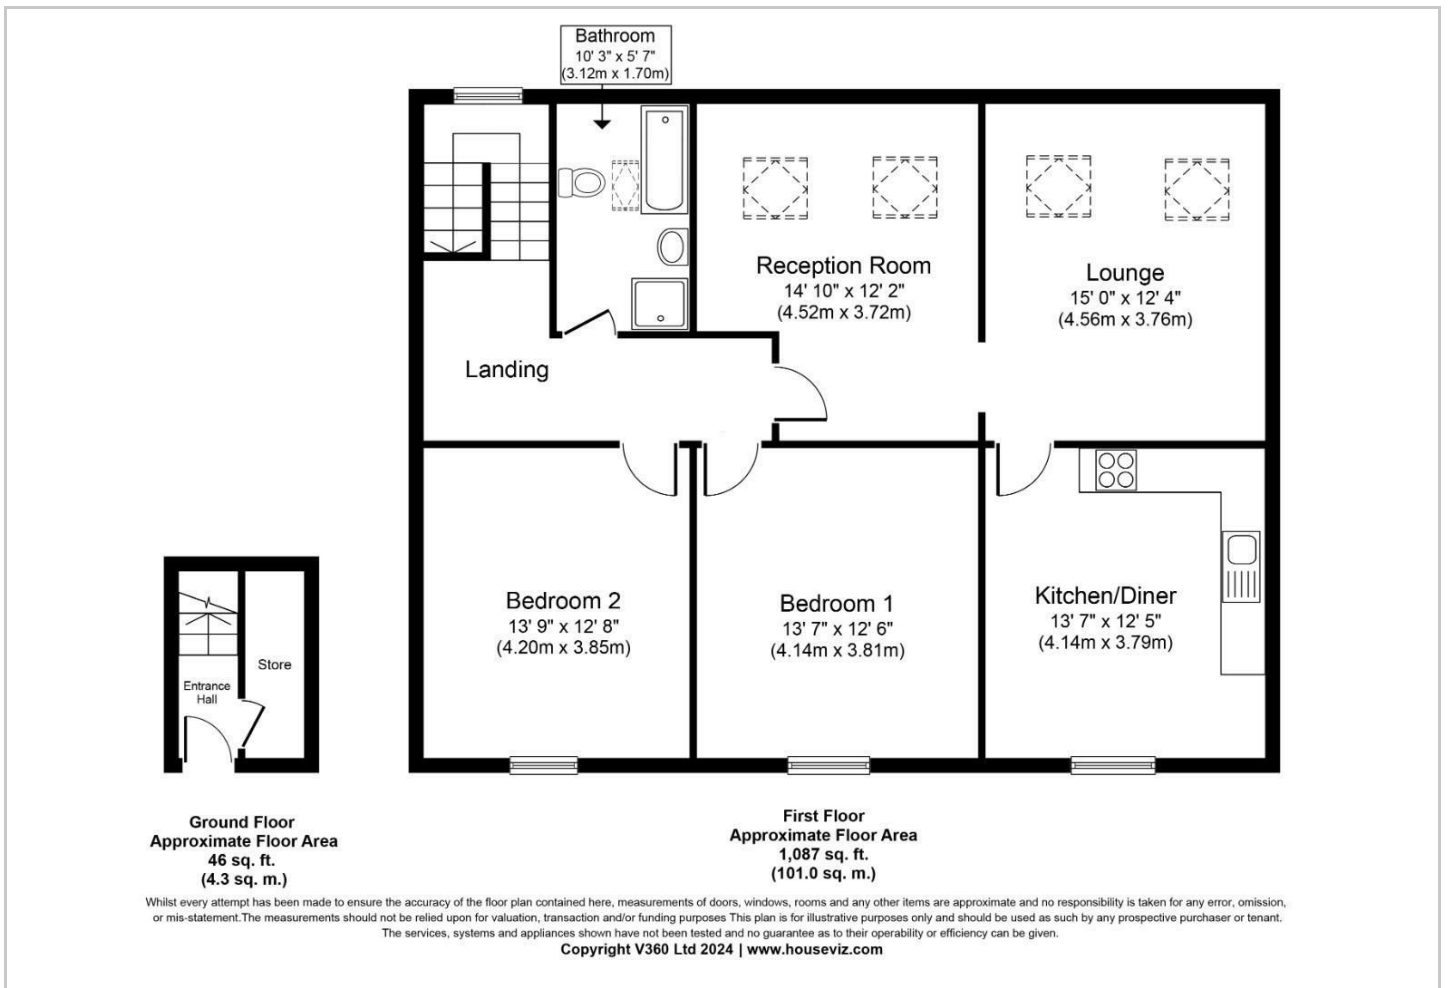 Bathroom
10' 3" x 5' 7"
(3.12m x 1.70m)
Reception Room
14' 10" x 12' 2"
(4.52m x 3.72m)
Lounge
15' 0" x 12' 4"
(4.56m x 3.76m)
Landing
Bedroom 2
13' 9" x 12' 8"
(4.20m x 3.85m)
Bedroom 1
13' 7" x 12' 6"
(4.14m x 3.81m)
Kitchen/Diner
13' 7" x 12' 5"
(4.14m x 3.79m)
Store
Entrance
Hall
Ground Floor
Approximate Floor Area
46 sq. ft.
(4.3 sq. m.)
First Floor
Approximate Floor Area
1,087 sq. ft.
(101.0 sq. m.)
Whilst every attempt has been made to ensure the accuracy of the floor plan contained here, measurements of doors, windows, rooms and any other items are approximate and no responsibility is taken for any error, omission,
or mis-statement.The measurements should not be relied upon for valuation, transaction and/or funding purposes This plan is for illustrative purposes only and should be used as such by any prospective purchaser or tenant.
The services, systems and appliances shown have not been tested and no guarantee as to their operability or efficiency can be given.
Copyright V360 Ltd 2024 | www.houseviz.com